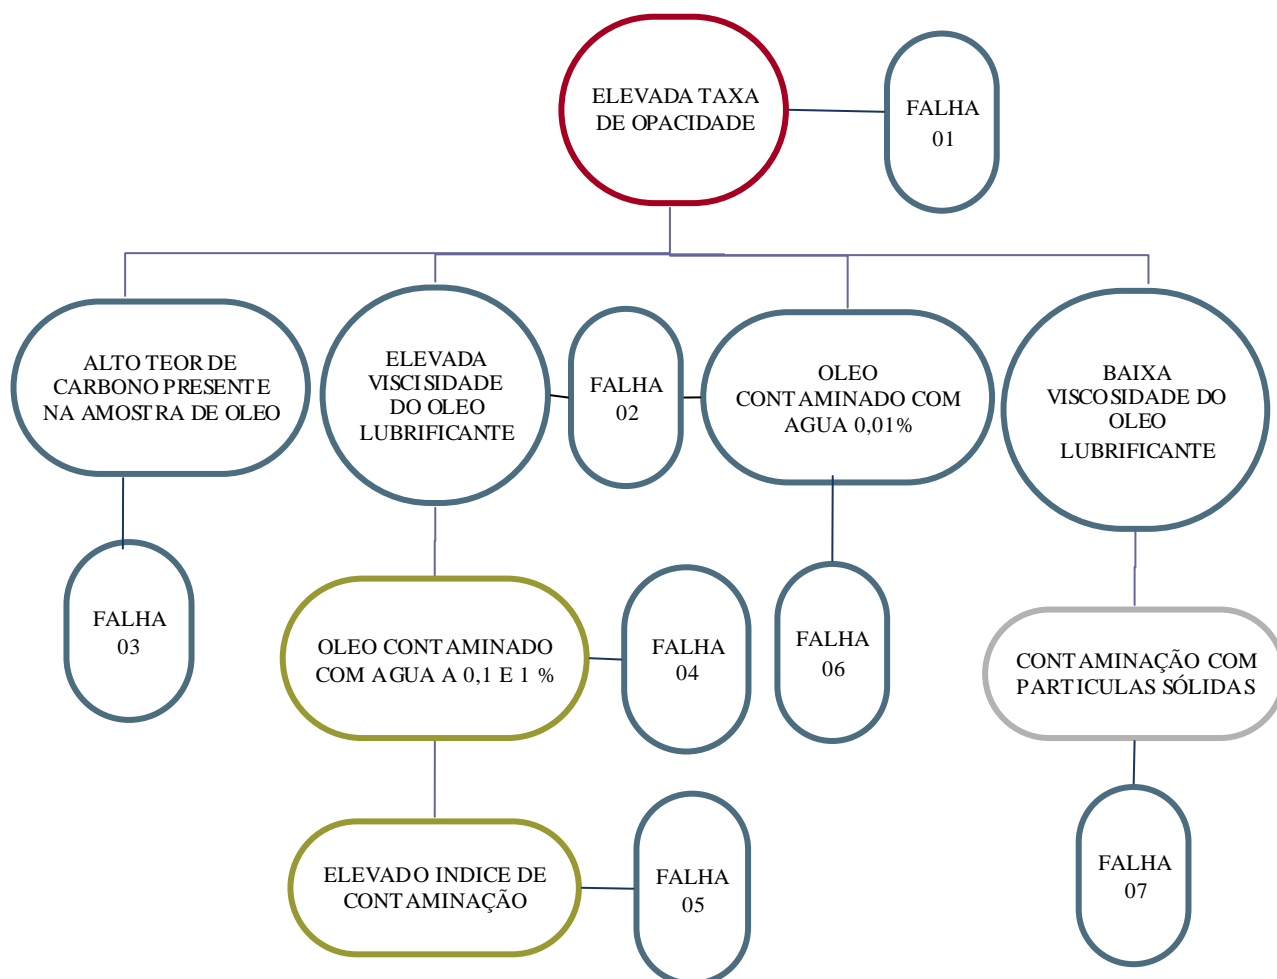 ELEVADA TAXA
DE OPACIDADE
FALHA
01
ALTO TEOR DE
CARBONO PRESENTE
NA AMOSTRA DE OLEO
ELEVADA
VISCISIDADE
DO OLEO
LUBRIFICANTE
FALHA
02
OLEO
CONTAMINADO COM
AGUA 0,01%
BAIXA
VISCOSIDADE DO
OLEO
LUBRIFICANTE
FALHA
03
OLEO CONTAMINADO
COM AGUA A 0,1 E 1 %
FALHA
04
FALHA
06
CONTAMINAÇÃO COM
PARTICULAS SÓLIDAS
ELEVADO INDICE DE
CONTAMINAÇÃO
FALHA
05
FALHA
07